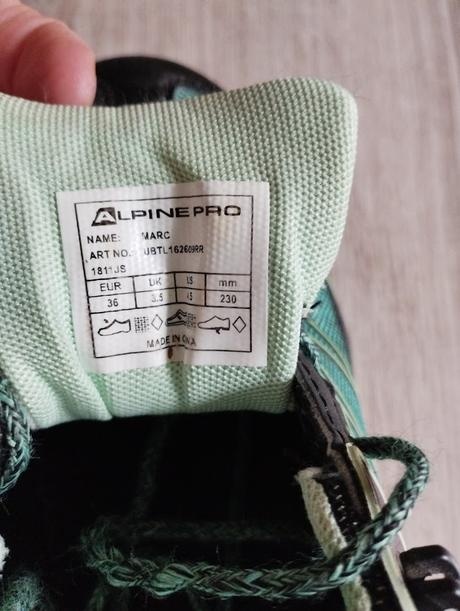 ALPINE PRO
NAME: MARC
ART NO.: UBTL162609RR
1811JS
EUR UK US mm
36 3.5 4.5 230
MADE IN CHINA